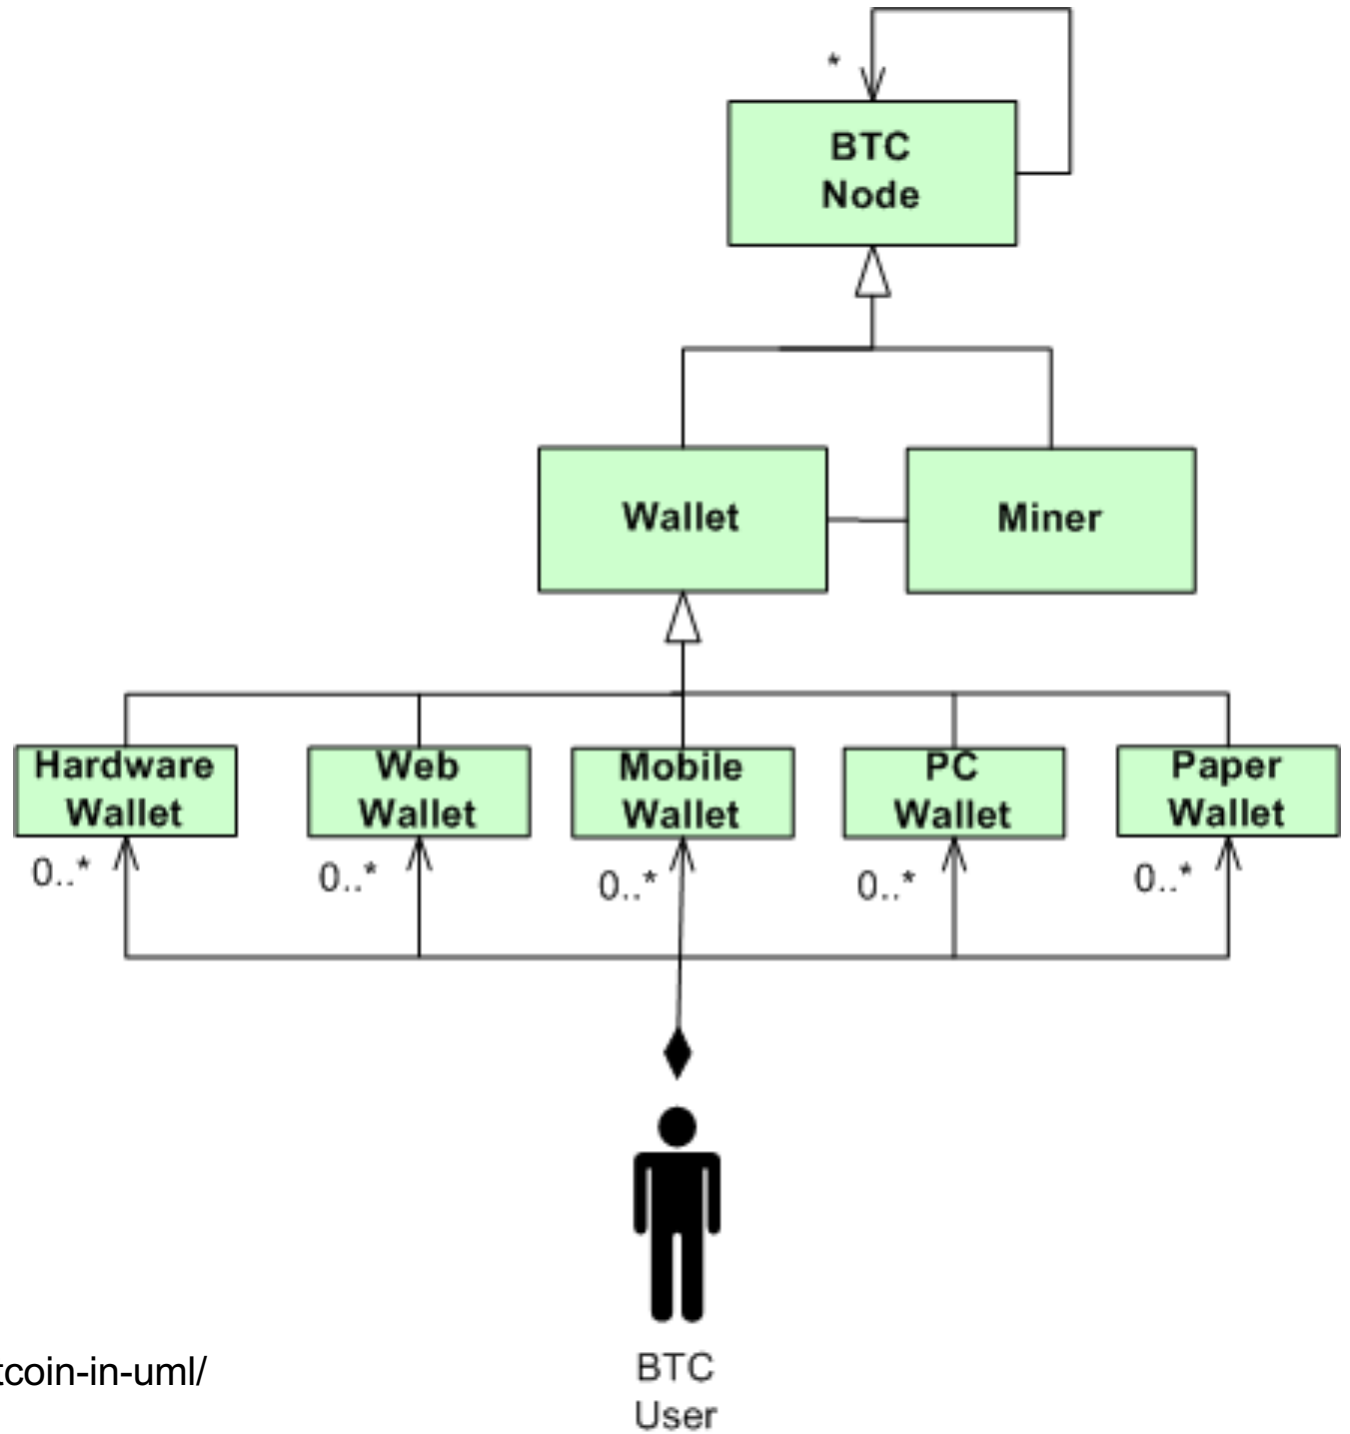 *
BTC
Node
Wallet
Miner
Hardware
Wallet
Web
Wallet
Mobile
Wallet
PC
Wallet
Paper
Wallet
0..*
0..*
0..*
0..*
0..*
tcoin-in-uml/
BTC
User